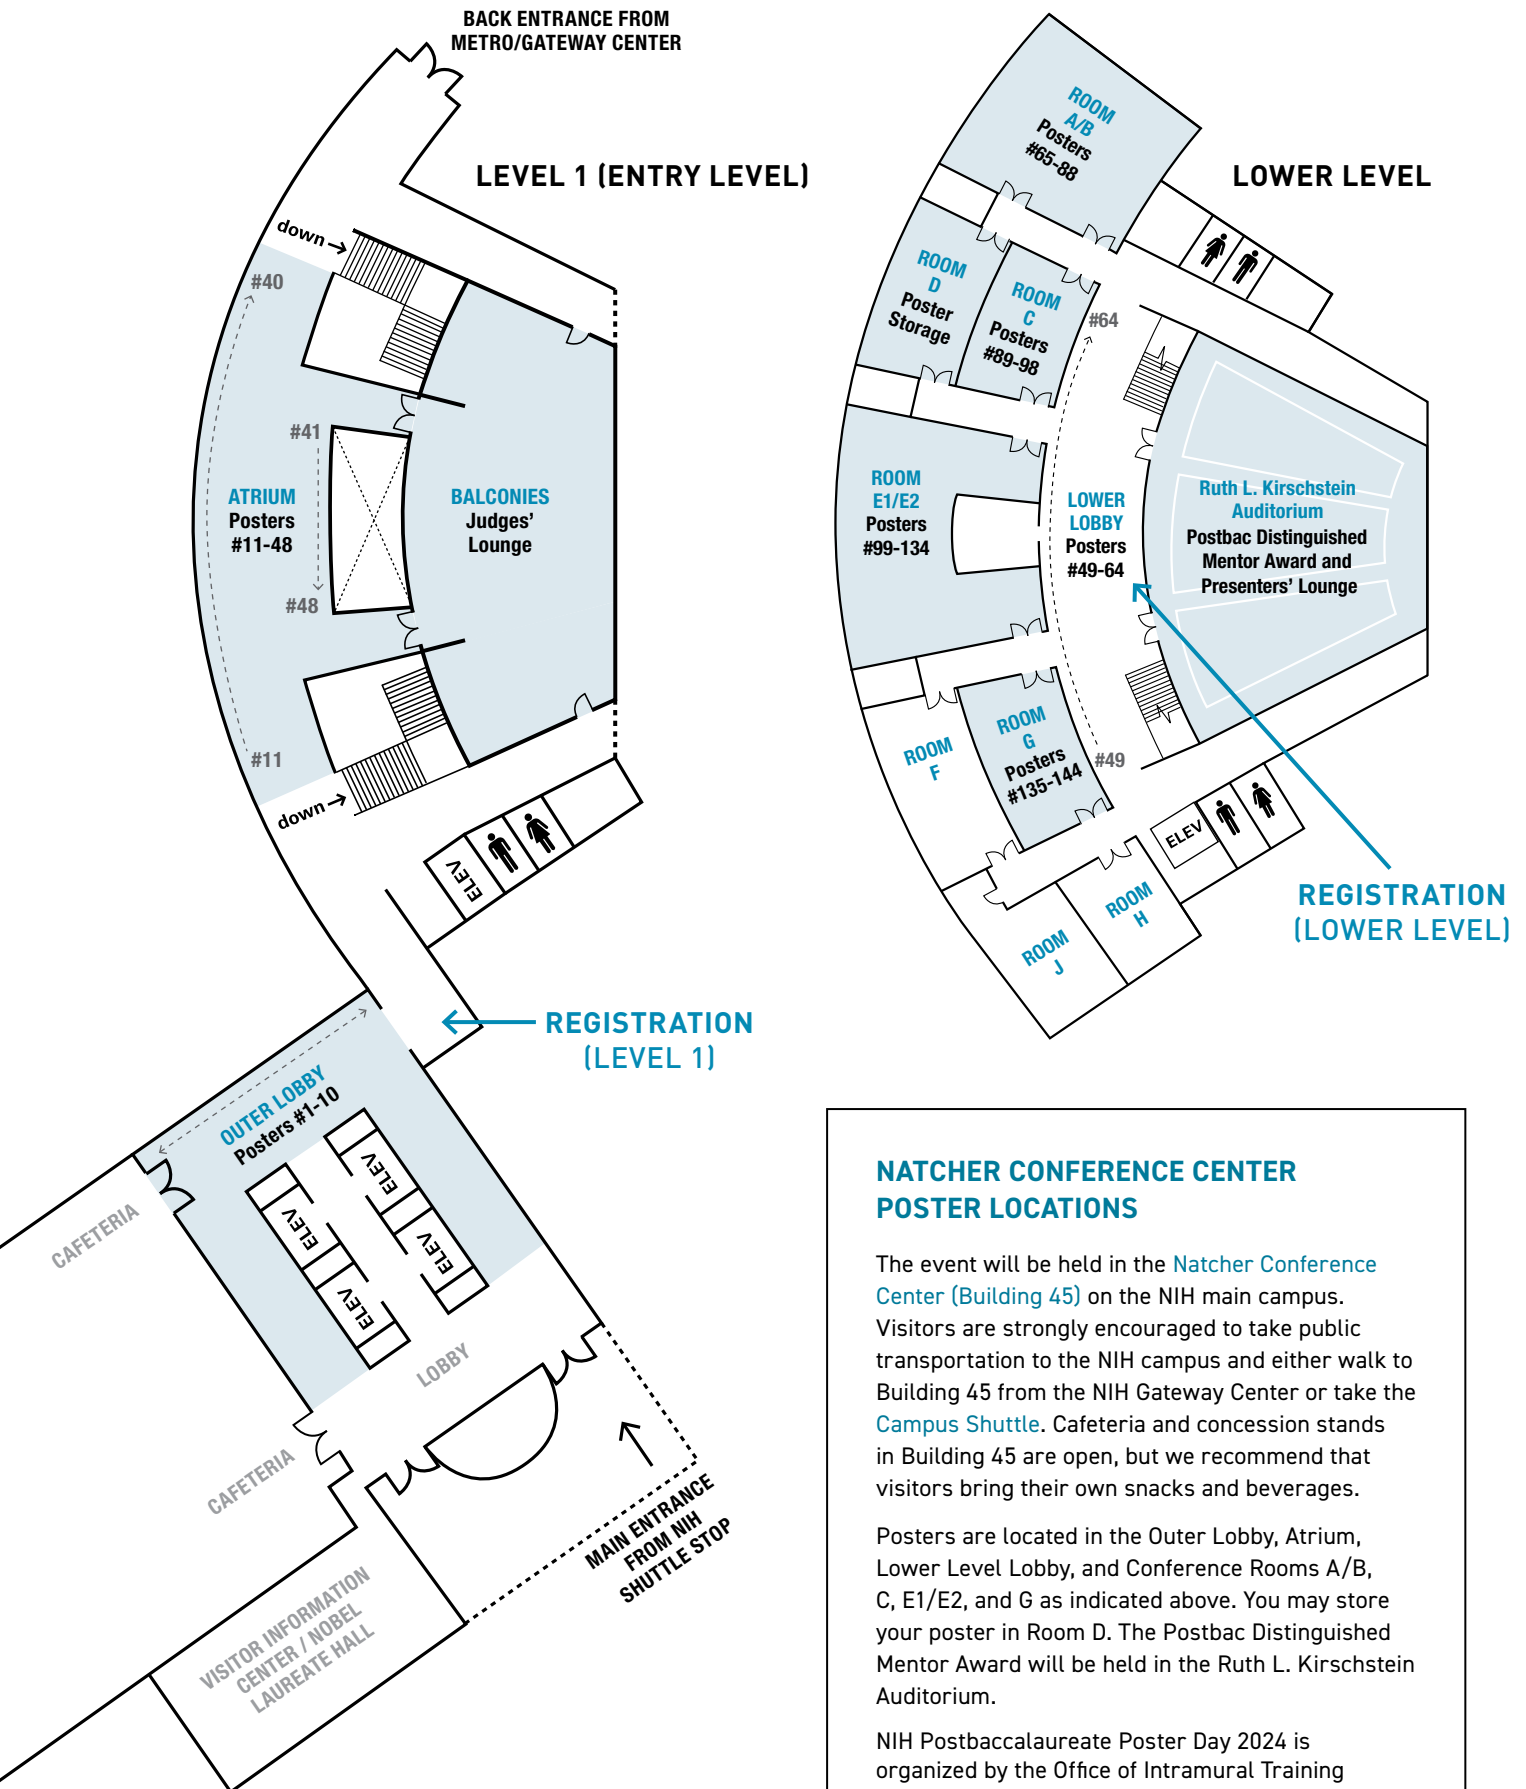 BACK ENTRANCE FROM
METRO/GATEWAY CENTER
LEVEL 1 (ENTRY LEVEL)
down
#40
#41
ATRIUM
Posters
#11-48
BALCONIES
Judges'
Lounge
#48
#11
down
ELEV
REGISTRATION
(LEVEL 1)
OUTER LOBBY
Posters #1-10
ELEV
ELEV
ELEV
ELEV
CAFETERIA
LOBBY
CAFETERIA
MAIN ENTRANCE
FROM NIH
SHUTTLE STOP
VISITOR INFORMATION
CENTER / NOBEL
LAUREATE HALL
LOWER LEVEL
ROOM
A/B
Posters
#65-88
ROOM
D
Poster
Storage
ROOM
C
Posters
#89-98
#64
ROOM
E1/E2
Posters
#99-134
LOWER
LOBBY
Posters
#49-64
Ruth L. Kirschstein
Auditorium
Postbac Distinguished
Mentor Award and
Presenters' Lounge
ROOM
F
ROOM
G
Posters
#135-144
#49
ELEV
ROOM
H
ROOM
J
REGISTRATION
(LOWER LEVEL)
NATCHER CONFERENCE CENTER
POSTER LOCATIONS
The event will be held in the Natcher Conference
Center (Building 45) on the NIH main campus.
Visitors are strongly encouraged to take public
transportation to the NIH campus and either walk to
Building 45 from the NIH Gateway Center or take the
Campus Shuttle. Cafeteria and concession stands
in Building 45 are open, but we recommend that
visitors bring their own snacks and beverages.
Posters are located in the Outer Lobby, Atrium,
Lower Level Lobby, and Conference Rooms A/B,
C, E1/E2, and G as indicated above. You may store
your poster in Room D. The Postbac Distinguished
Mentor Award will be held in the Ruth L. Kirschstein
Auditorium.
NIH Postbaccalaureate Poster Day 2024 is
organized by the Office of Intramural Training